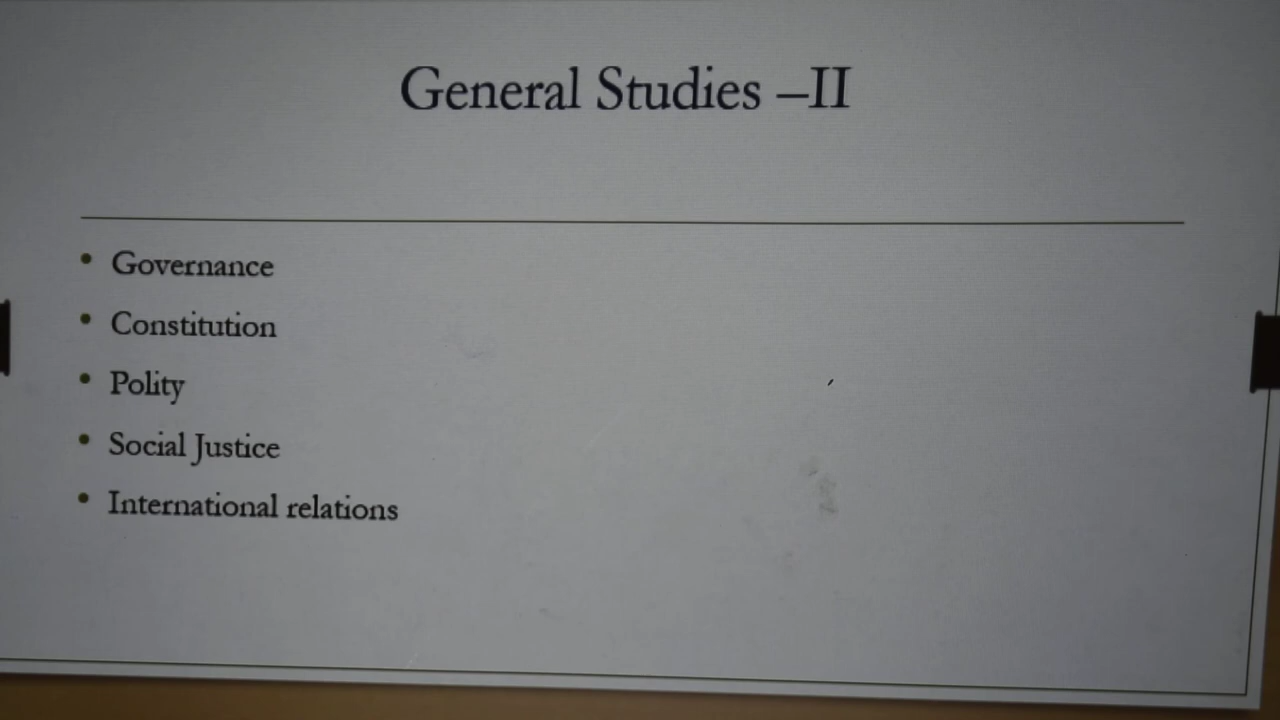 General Studies –II
• Governance
• Constitution
• Polity
• Social Justice
• International relations